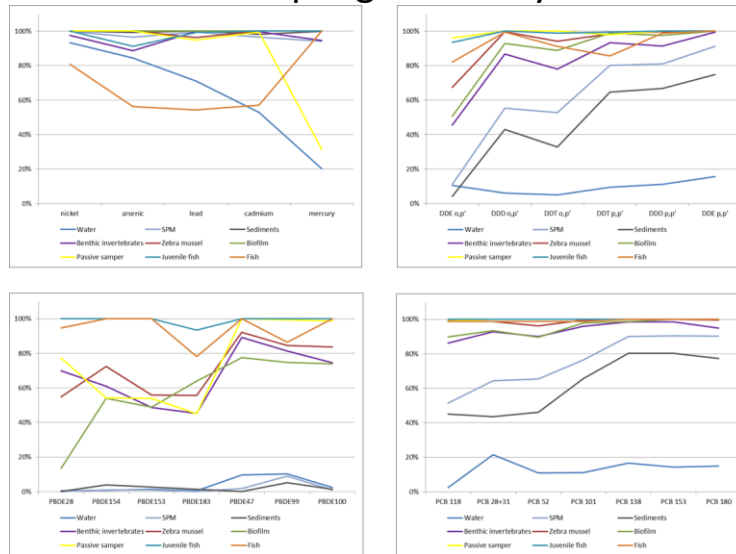 100%
80%
60%
40%
20%
0%
nickel arsenic lead cadmium mercury
Water SPM Sediments
Benthic invertebrates Zebra mussel Biofilm
Passive samper Juvenile fish Fish
100%
80%
60%
40%
20%
0%
DDE o,p' DDD o,p' DDT o,p' DDT p,p' DDD p,p' DDE p,p'
Water SPM Sediments
Benthic invertebrates Zebra mussel Biofilm
Passive samper Juvenile fish Fish
100%
80%
60%
40%
20%
0%
PBDE28 PBDE154 PBDE153 PBDE183 PBDE47 PBDE99 PBDE100
Water SPM Sediments
Benthic invertebrates Zebra mussel Biofilm
Passive samper Juvenile fish Fish
100%
80%
60%
40%
20%
0%
PCB 118 PCB 28+31 PCB 52 PCB 101 PCB 138 PCB 153 PCB 180
Water SPM Sediments
Benthic invertebrates Zebra mussel Biofilm
Passive samper Juvenile fish Fish